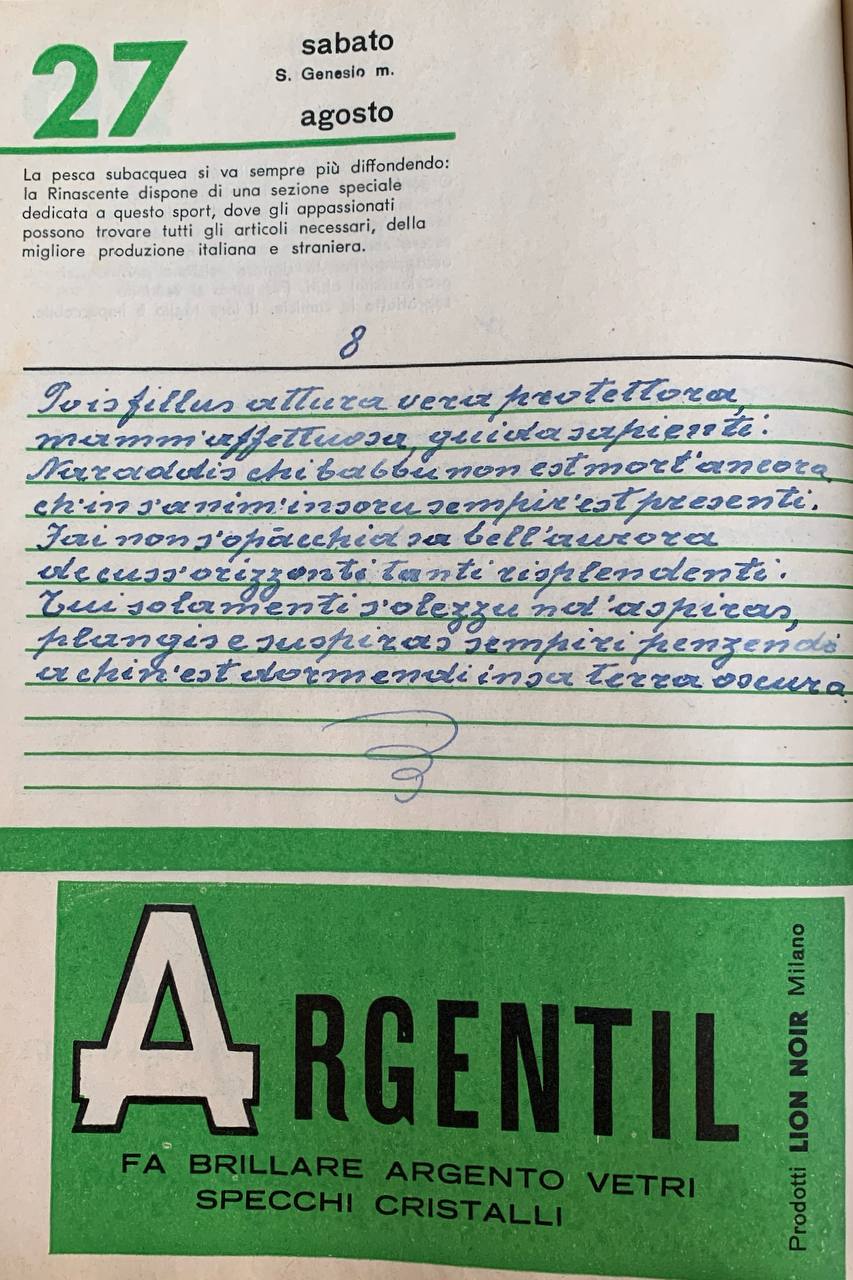 27
sabato
S. Genesio m.
agosto
La pesca subacquea si va sempre più diffondendo:
la Rinascente dispone di una sezione speciale
dedicata a questo sport, dove gli appassionati
possono trovare tutti gli articoli necessari, della
migliore produzione italiana e straniera.
8
Po is fillus attura vera protettora,
mamm'affettuosa, guida sapienti:
Naraddis chi babbu non est mort'ancora,
ch'in s'anim'insoru sempir'est presenti.
Jai non s'opàcchid sa bell'aurora
de cuss'orizzonti tanti risplendenti.
Tui solamenti s'olezzu nd'aspiras,
plangis e suspiras sempiri penzendi
a chin'est dormendi in sa terra oscura.
ARGENTIL
FA BRILLARE ARGENTO VETRI
SPECCHI CRISTALLI
Prodotti LION NOIR Milano